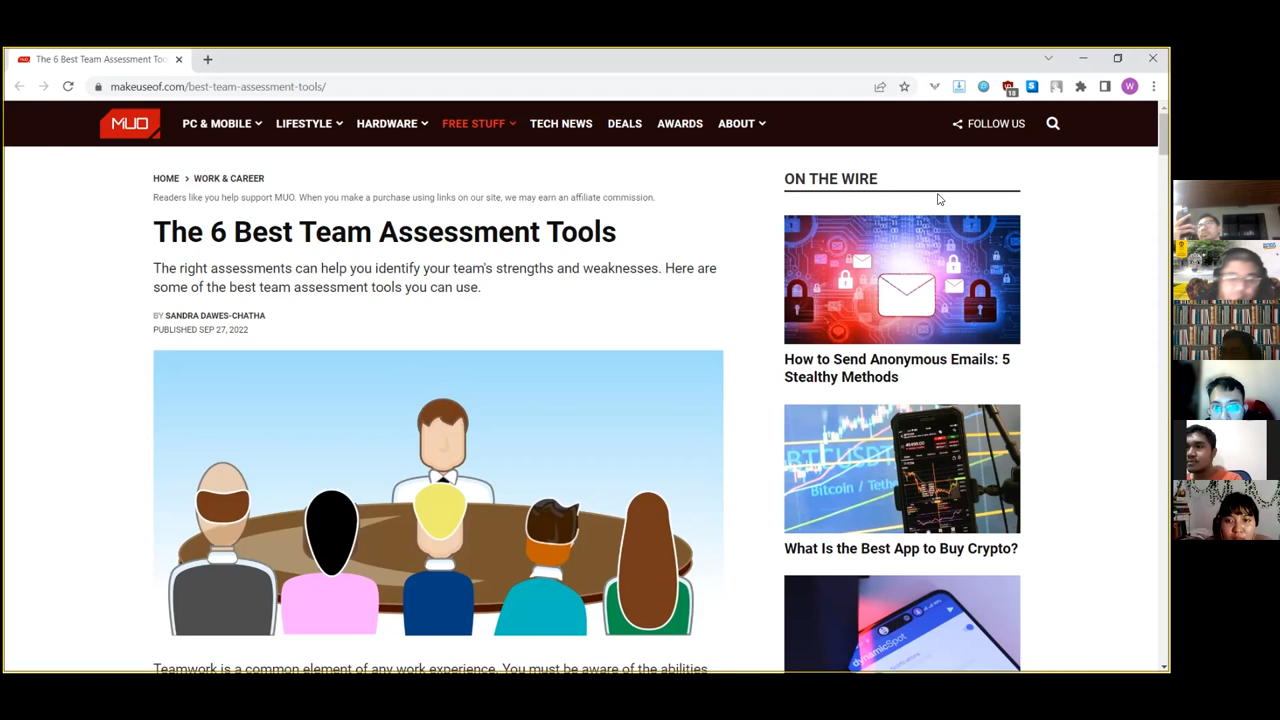 The 6 Best Team Assessment Too
makeuseof.com/best-team-assessment-tools/
18
W
MUO
PC & MOBILE
LIFESTYLE
HARDWARE
FREE STUFF
TECH NEWS
DEALS
AWARDS
ABOUT
FOLLOW US
HOME > WORK & CAREER
Readers like you help support MUO. When you make a purchase using links on our site, we may earn an affiliate commission.
The 6 Best Team Assessment Tools
The right assessments can help you identify your team's strengths and weaknesses. Here are
some of the best team assessment tools you can use.
BY SANDRA DAWES-CHATHA
PUBLISHED SEP 27, 2022
Teamwork is a common element of any work experience. You must be aware of the abilities
ON THE WIRE
How to Send Anonymous Emails: 5
Stealthy Methods
BTCUSDT
Bitcoin / Teth
What Is the Best App to Buy Crypto?
dynamicSpot